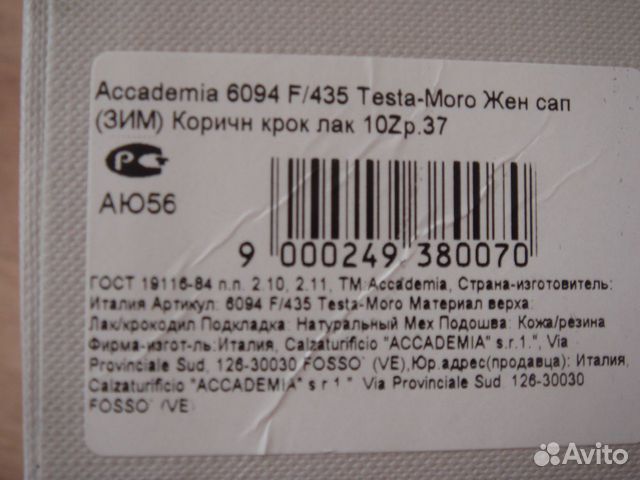 Accademia 6094 F/435 Testa-Moro Жен сап
(ЗИМ) Коричн крок лак 10Zр.37
АЮ56
9 000249 380070
ГОСТ 19116-84 п.п. 2.10, 2.11, ТМ:Accademia, Страна-изготовитель:
Италия Артикул: 6094 F/435 Testa-Moro Материал верха:
Лак/крокодил Подкладка: Натуральный Мех Подошва: Кожа/резина
Фирма-изгот-ль:Италия, Calzaturificio "ACCADEMIA" s.r.1.", Via
Provinciale Sud, 126-30030 FOSSO` (VE),Юр.адрес(продавца): Италия,
Calzaturificio "ACCADEMIA" s r 1 " Via Provinciale Sud 126-30030
FOSSO` (VE)
Avito